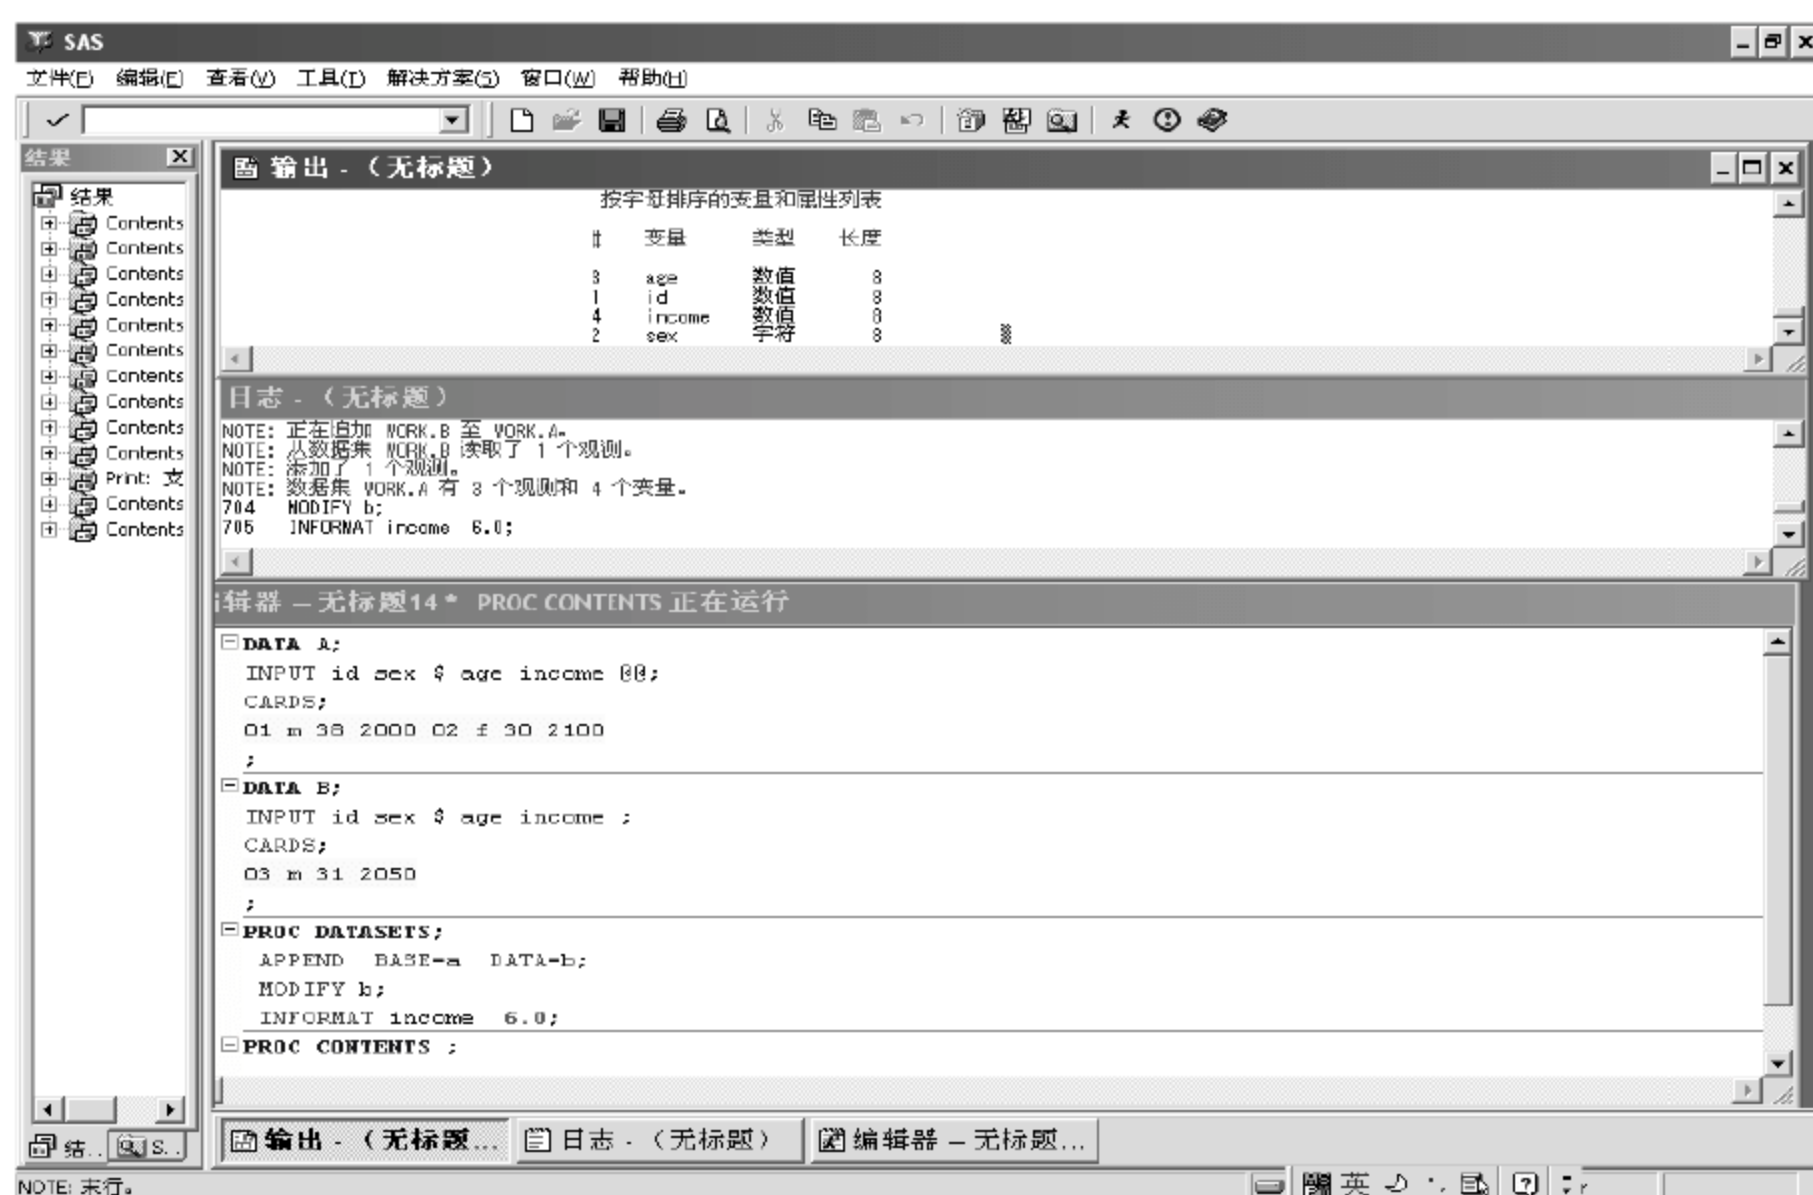 SAS
文件(F) 编辑(E) 查看(V) 工具(T) 解决方案(S) 窗口(W) 帮助(H)
结果
结果
Contents
Contents
Contents
Contents
Contents
Contents
Contents
Contents
Contents
Contents
Print: 支
Contents
Contents
结.. S..
输出 - （无标题）
按字母排序的变量和属性列表
# 变量 类型 长度
3 age 数值 8
1 id 数值 8
4 income 数值 8
2 sex 字符 8
日志 - （无标题）
NOTE: 正在追加 WORK.B 至 WORK.A。
NOTE: 从数据集 WORK.B 读取了 1 个观测。
NOTE: 添加了 1 个观测。
NOTE: 数据集 WORK.A 有 3 个观测和 4 个变量。
704 MODIFY b;
705 INFORMAT income 6.0;
辑器 – 无标题14 * PROC CONTENTS 正在运行
DATA A;
INPUT id sex $ age income @@;
CARDS;
01 m 38 2000 02 f 30 2100
;
DATA B;
INPUT id sex $ age income ;
CARDS;
03 m 31 2050
;
PROC DATASETS;
APPEND BASE=a DATA=b;
MODIFY b;
INFORMAT income 6.0;
PROC CONTENTS ;
输出 - （无标题... 日志 - （无标题） 编辑器 – 无标题...
NOTE: 末行。
英